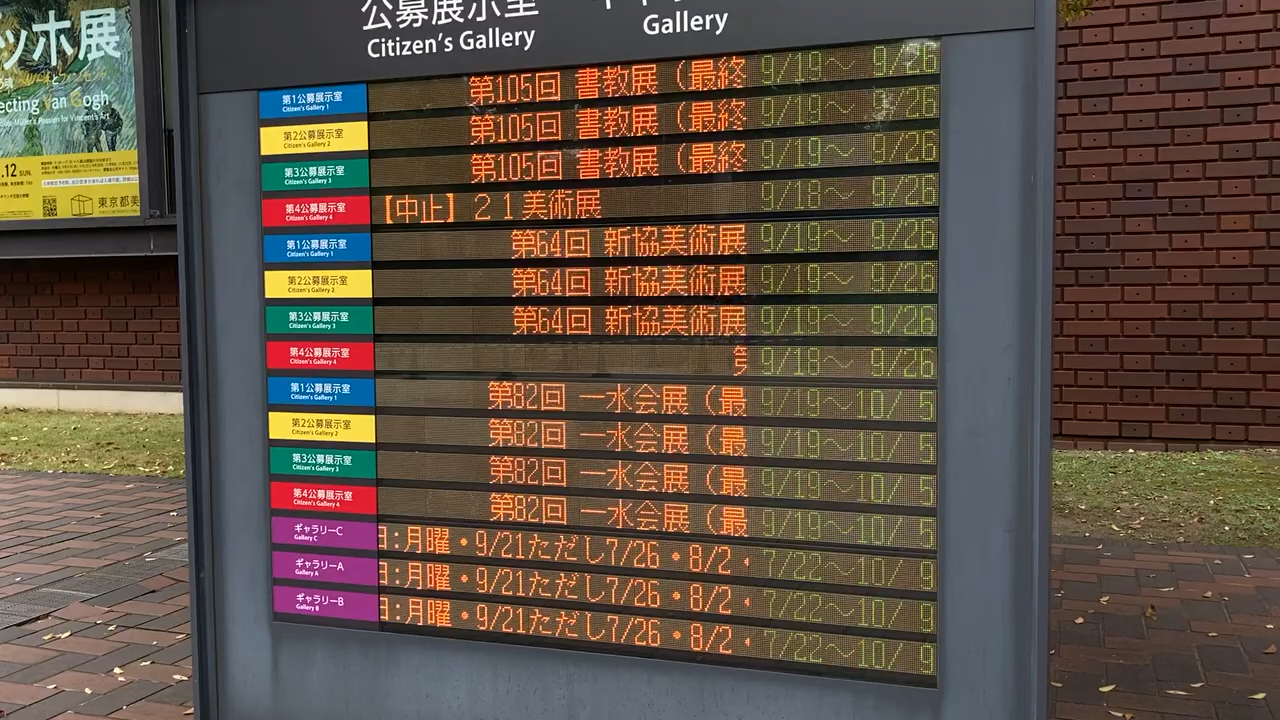 ッホ展
ecting Van Gogh
12 SUN.
東京都美
公募展示室
Citizen's Gallery
Gallery
第1公募展示室 第105回 書教展（最終 9/19～ 9/26
Citizen's Gallery 1
第2公募展示室 第105回 書教展（最終 9/19～ 9/26
Citizen's Gallery 2
第3公募展示室 第105回 書教展（最終 9/19～ 9/26
Citizen's Gallery 3
第4公募展示室 【中止】２１美術展 9/18～ 9/26
Citizen's Gallery 4
第1公募展示室 第64回 新協美術展 9/19～ 9/26
Citizen's Gallery 1
第2公募展示室 第64回 新協美術展 9/19～ 9/26
Citizen's Gallery 2
第3公募展示室 第64回 新協美術展 9/19～ 9/26
Citizen's Gallery 3
第4公募展示室 9/18～ 9/26
Citizen's Gallery 4
第1公募展示室 第82回 一水会展（最 9/19～10/ 5
Citizen's Gallery 1
第2公募展示室 第82回 一水会展（最 9/19～10/ 5
Citizen's Gallery 2
第3公募展示室 第82回 一水会展（最 9/19～10/ 5
Citizen's Gallery 3
第4公募展示室 第82回 一水会展（最 9/19～10/ 5
Citizen's Gallery 4
ギャラリーC 日:月曜・9/21ただし7/26・8/2・ 7/22～10/ 9
Gallery C
ギャラリーA 日:月曜・9/21ただし7/26・8/2・ 7/22～10/ 9
Gallery A
ギャラリーB 日:月曜・9/21ただし7/26・8/2・ 7/22～10/ 9
Gallery B